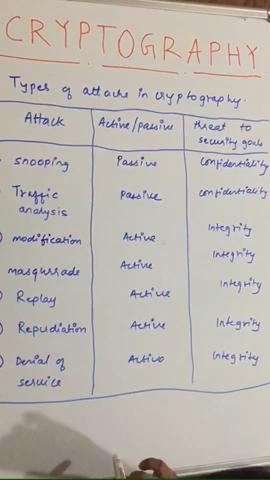 CRYPTOGRAPHY
Types of attacks in cryptography.
Attack Active/passive threat to security goals
snooping Passive confidentiality
Traffic analysis Passive confidentiality
modification Active Integrity
masqurrade Active Integrity
Replay Active Integrity
Repudiation Active Integrity
Denial of service Active Integrity